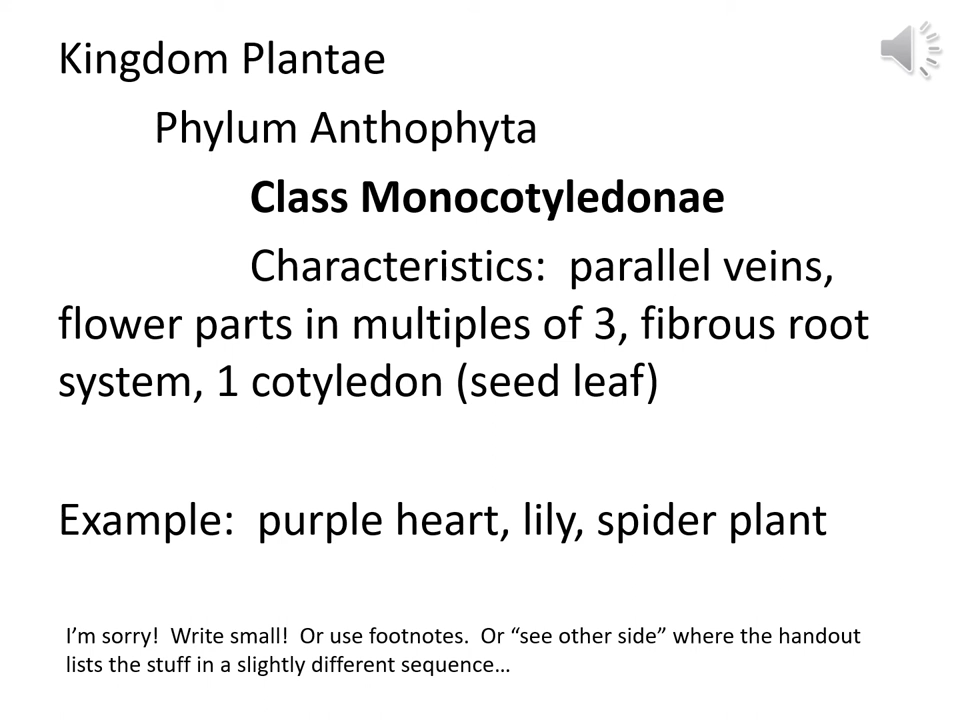 Kingdom Plantae
Phylum Anthophyta
Class Monocotyledonae
Characteristics:  parallel veins,
flower parts in multiples of 3, fibrous root
system, 1 cotyledon (seed leaf)
Example:  purple heart, lily, spider plant
I’m sorry!  Write small!  Or use footnotes.  Or “see other side” where the handout
lists the stuff in a slightly different sequence…